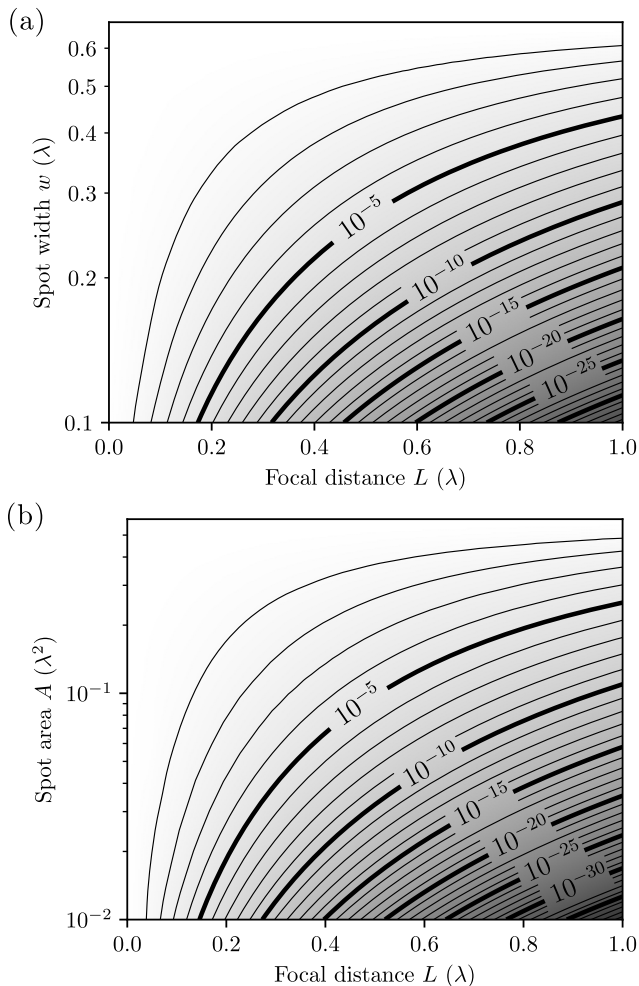 (a)
0.6
0.5
0.4
0.3
0.2
0.1
Spot width w (λ)
10⁻⁵
10⁻¹⁰
10⁻¹⁵
10⁻²⁰
10⁻²⁵
0.0 0.2 0.4 0.6 0.8 1.0
Focal distance L (λ)
(b)
10⁻¹
10⁻²
Spot area A (λ²)
10⁻⁵
10⁻¹⁰
10⁻¹⁵
10⁻²⁰
10⁻²⁵
10⁻³⁰
0.0 0.2 0.4 0.6 0.8 1.0
Focal distance L (λ)